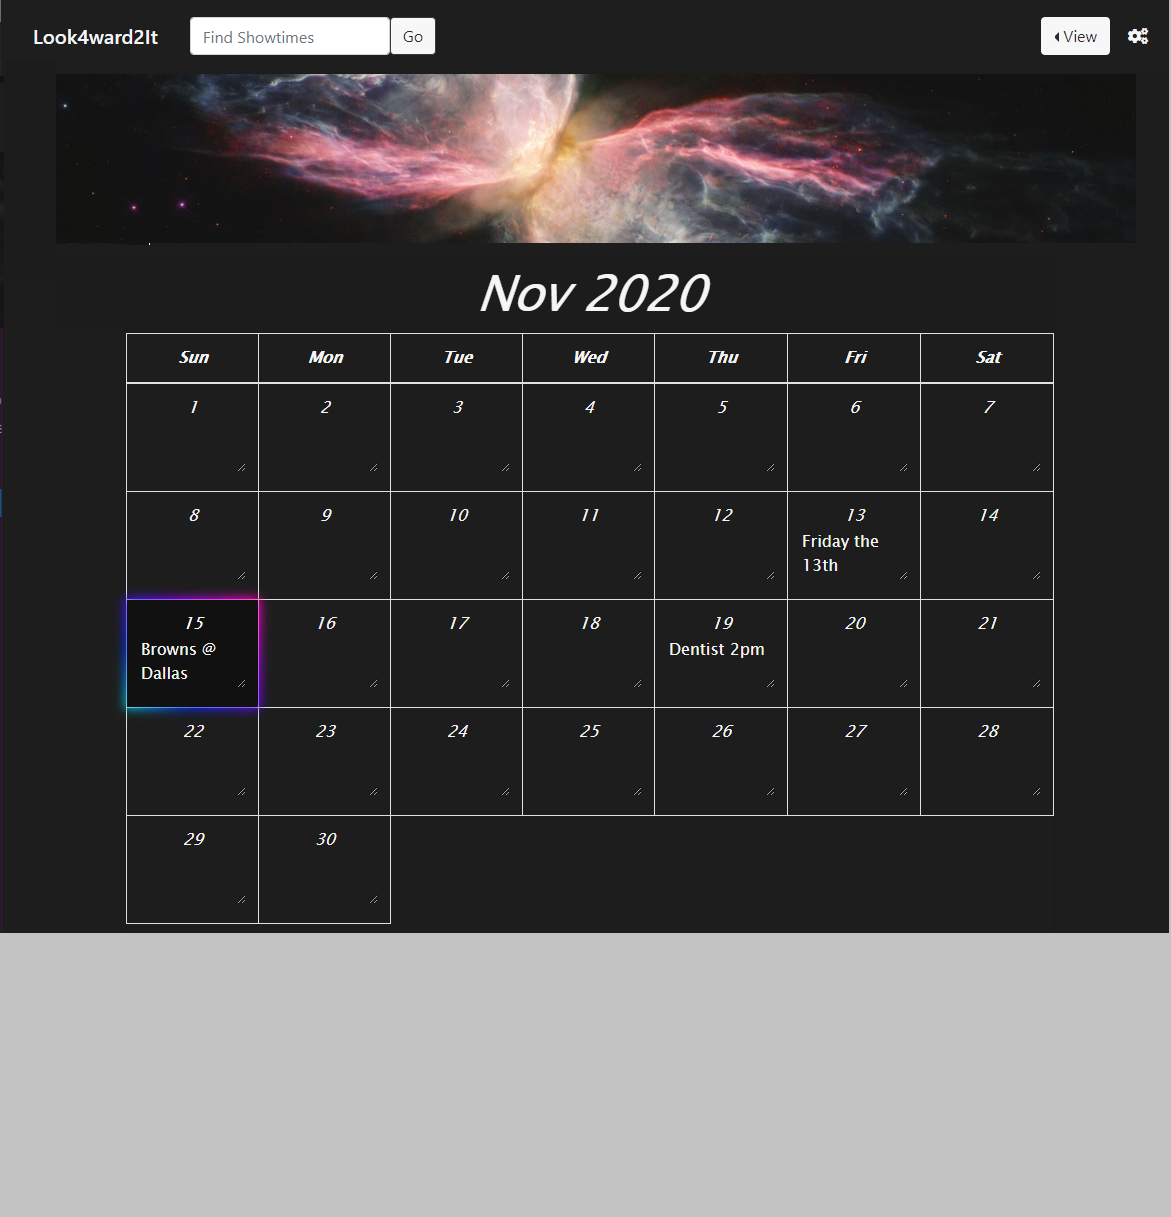 Look4ward2It Find Showtimes Go View
Nov 2020
Sun Mon Tue Wed Thu Fri Sat
1 2 3 4 5 6 7
8 9 10 11 12 13 14
Friday the
13th
15 16 17 18 19 20 21
Browns @ Dentist 2pm
Dallas
22 23 24 25 26 27 28
29 30